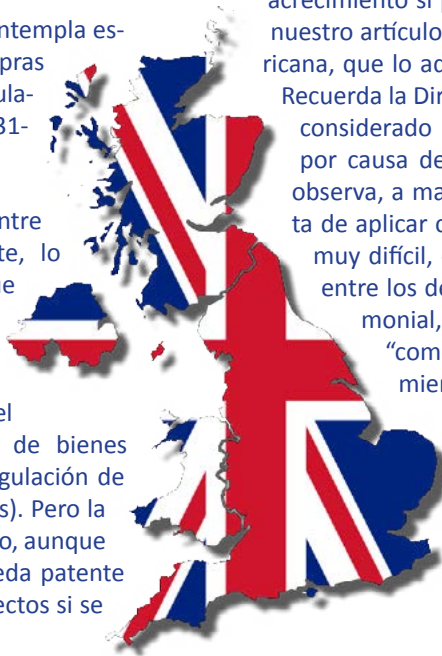 ntempla es-
pras
ula-
31-
ntre
te, lo
ue
el
de bienes
gulación de
s). Pero la
o, aunque
eda patente
ectos si se
acrecimiento si p
nuestro artículo
ricana, que lo ad
Recuerda la Dir
considerado
por causa de
observa, a ma
ta de aplicar
muy difícil,
entre los de
monial,
“com
mien